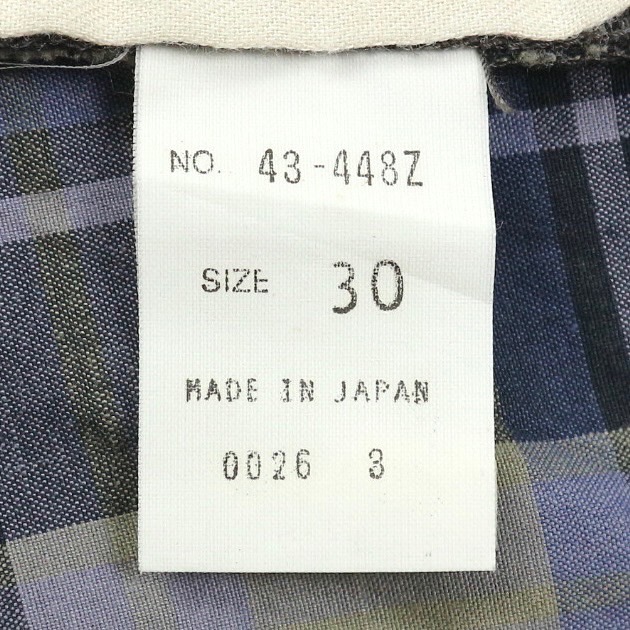 NO. 43-448Z
SIZE 30
MADE IN JAPAN
0026 3